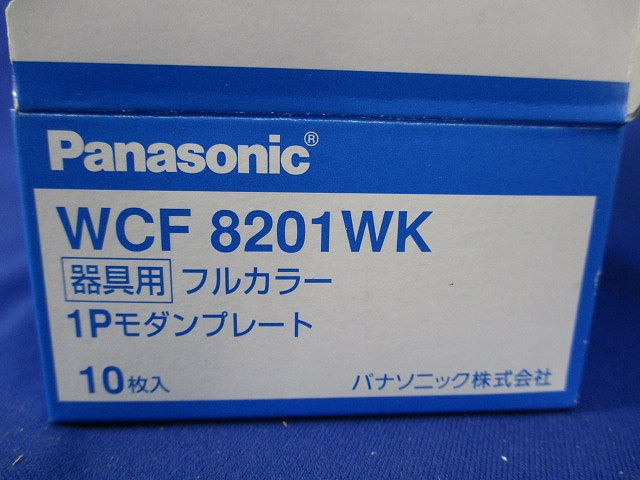 Panasonic®
WCF 8201WK
器具用 フルカラー
1Pモダンプレート
10枚入 パナソニック株式会社